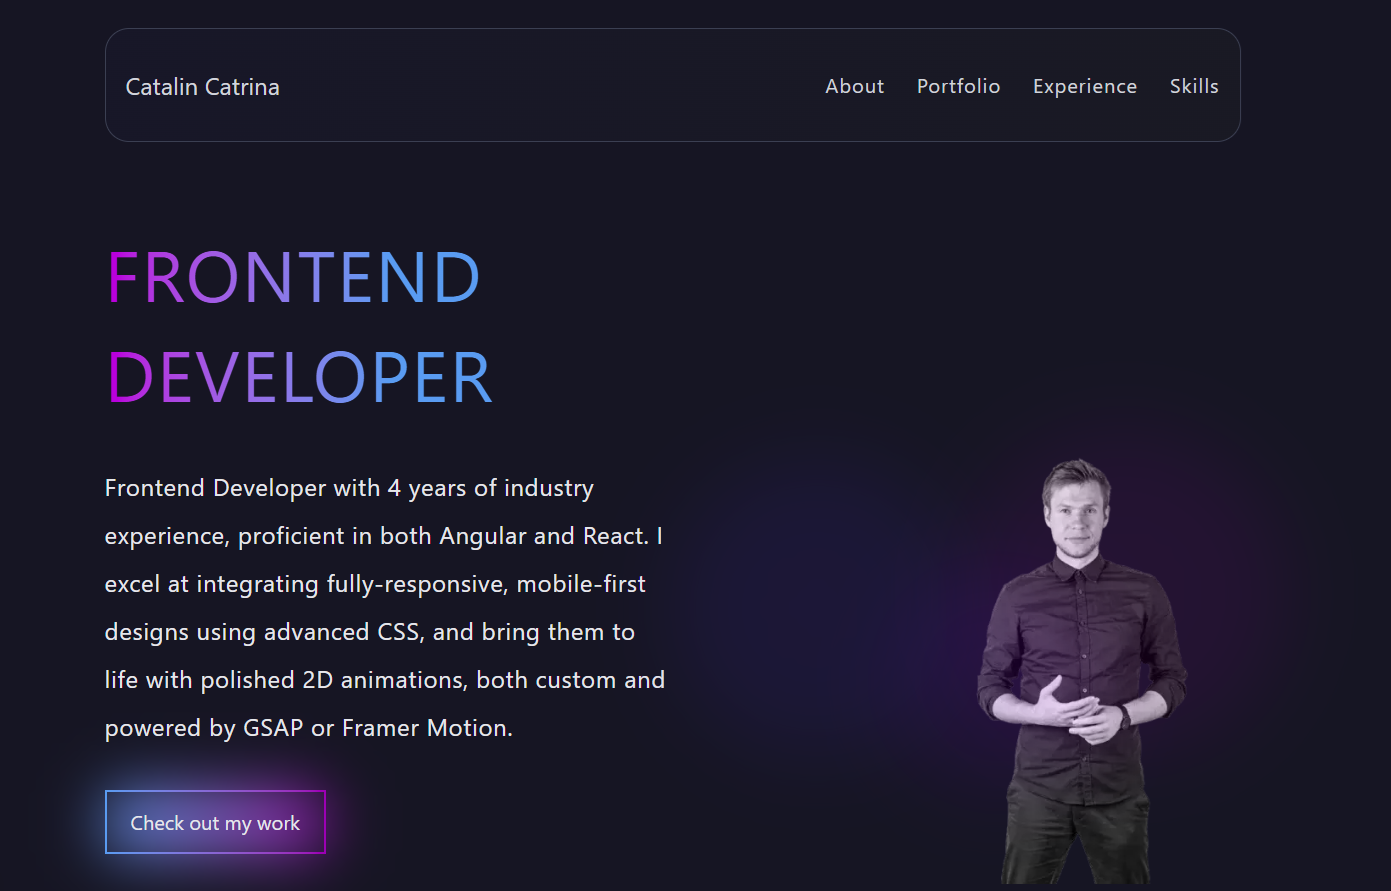 Catalin Catrina
About Portfolio Experience Skills
FRONTEND
DEVELOPER
Frontend Developer with 4 years of industry
experience, proficient in both Angular and React. I
excel at integrating fully-responsive, mobile-first
designs using advanced CSS, and bring them to
life with polished 2D animations, both custom and
powered by GSAP or Framer Motion.
Check out my work